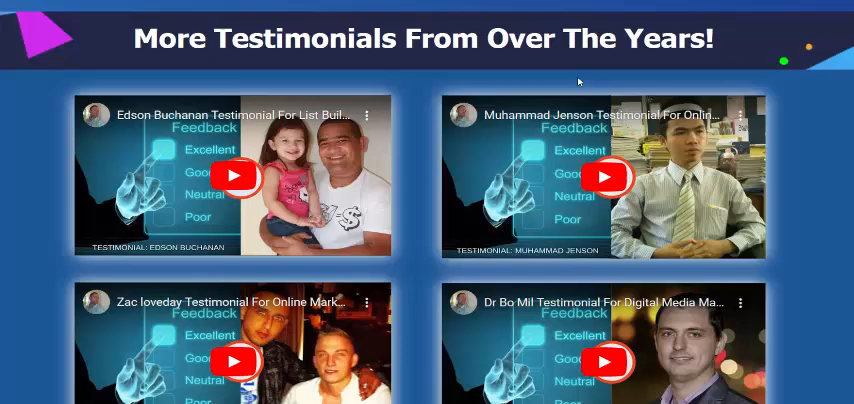 More Testimonials From Over The Years!
Edson Buchanan Testimonial For List Buil...
Feedback
Excellent
Neutral
Poor
TESTIMONIAL: EDSON BUCHANAN
Muhammad Jenson Testimonial For Onlin...
Feedback
Excellent
Neutral
Poor
TESTIMONIAL: MUHAMMAD JENSON
Zac loveday Testimonial For Online Mark...
Feedback
Excellent
Neutral
Dr Bo Mil Testimonial For Digital Media Ma...
Feedback
Excellent
Neutral